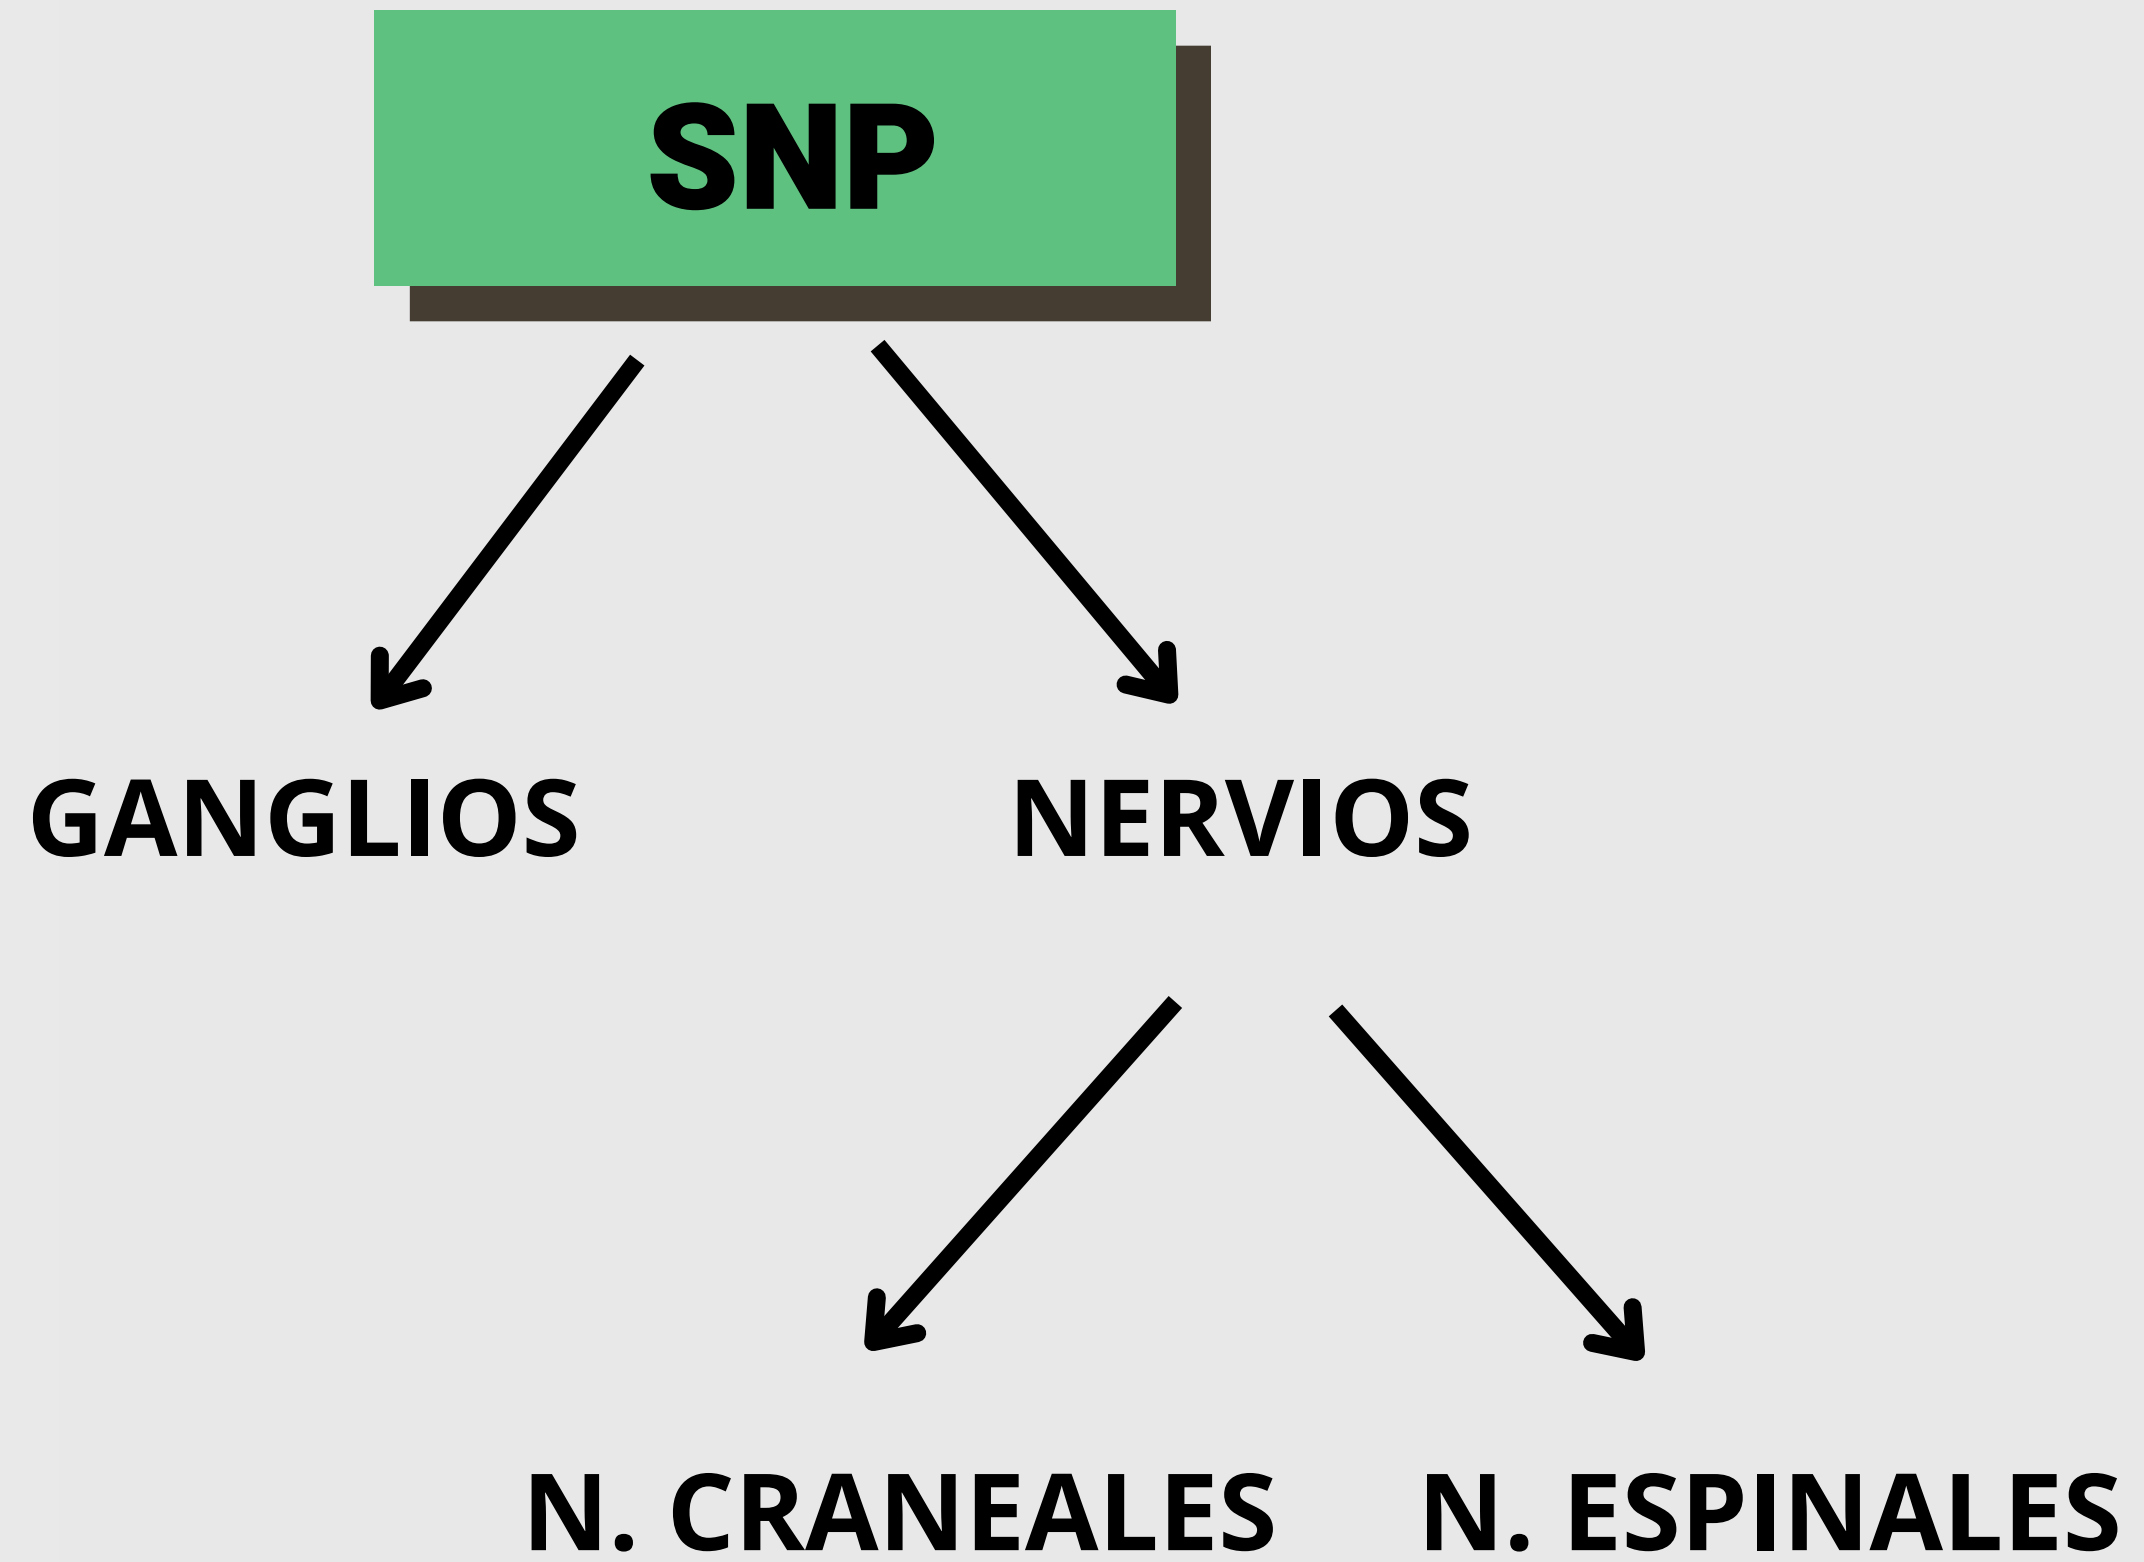 SNP
GANGLIOS
NERVIOS
N. CRANEALES
N. ESPINALES